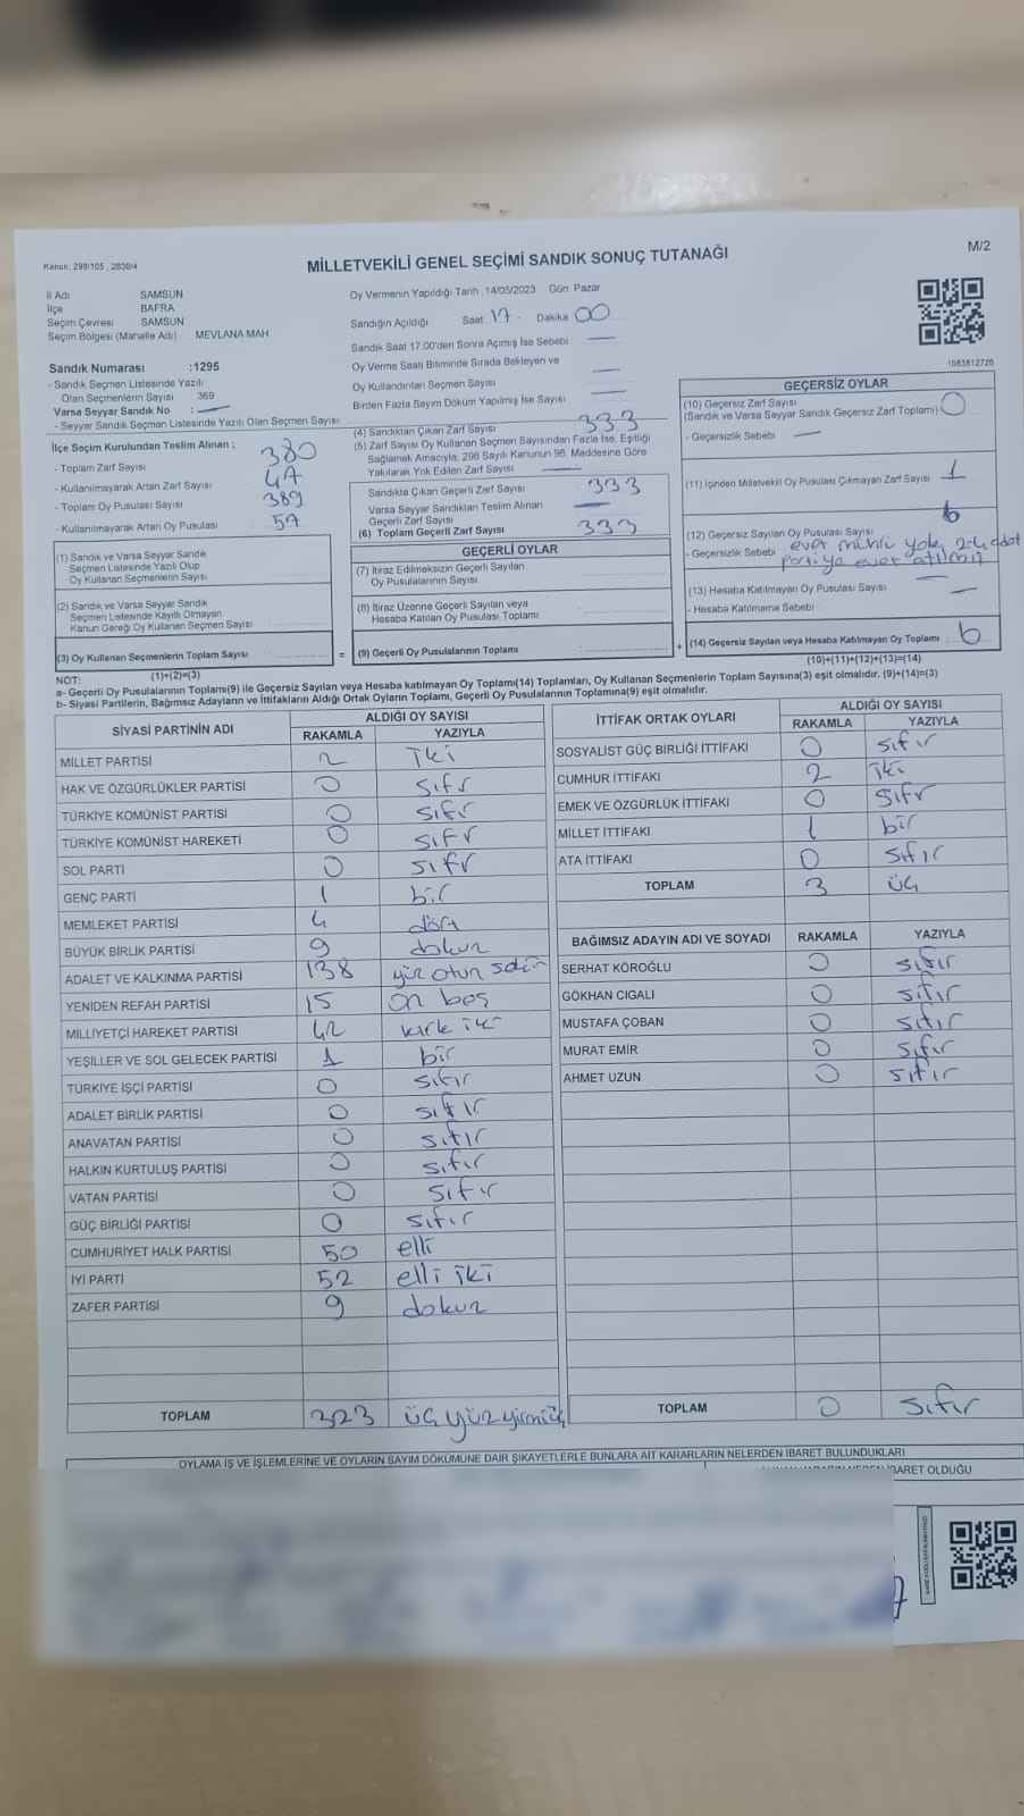 M/2
Kanun: 298/105 , 2839/4
MİLLETVEKİLİ GENEL SEÇİMİ SANDIK SONUÇ TUTANAĞI
İl Adı SAMSUN
İlçe BAFRA
Seçim Çevresi SAMSUN
Seçim Bölgesi (Mahalle Adı) MEVLANA MAH
Sandık Numarası :1295
- Sandık Seçmen Listesinde Yazılı
Olan Seçmenlerin Sayısı 369
Varsa Seyyar Sandık No :
- Seyyar Sandık Seçmen Listesinde Yazılı Olan Seçmen Sayısı
İlçe Seçim Kurulundan Teslim Alınan :
- Toplam Zarf Sayısı 380
- Kullanılmayarak Artan Zarf Sayısı 47
- Toplam Oy Pusulası Sayısı 389
- Kullanılmayarak Artan Oy Pusulası 57
(1) Sandık ve Varsa Seyyar Sandık
Seçmen Listesinde Yazılı Olup
Oy Kullanan Seçmenlerin Sayısı
(2) Sandık ve Varsa Seyyar Sandık
Seçmen Listesinde Kayıtlı Olmayan
Kanun Gereği Oy Kullanan Seçmen Sayısı
(3) Oy Kullanan Seçmenlerin Toplam Sayısı
(1)+(2)=(3)
Oy Vermenin Yapıldığı Tarih :14/05/2023 Gün: Pazar
Sandığın Açıldığı Saat 17 - Dakika 00
Sandık Saat 17.00'den Sonra Açılmış İse Sebebi —
Oy Verme Saati Bitiminde Sırada Bekleyen ve
Oy Kullandırılan Seçmen Sayısı —
Birden Fazla Sayım Döküm Yapılmış İse Sayısı —
(4) Sandıktan Çıkan Zarf Sayısı 333
(5) Zarf Sayısı Oy Kullanan Seçmen Sayısından Fazla İse, Eşitliği
Sağlamak Amacıyla, 298 Sayılı Kanunun 98. Maddesine Göre
Yakılarak Yok Edilen Zarf Sayısı —
Sandıkta Çıkan Geçerli Zarf Sayısı 333
Varsa Seyyar Sandıktan Teslim Alınan
Geçerli Zarf Sayısı —
(6) Toplam Geçerli Zarf Sayısı 333
GEÇERLİ OYLAR
(7) İtiraz Edilmeksizin Geçerli Sayılan
Oy Pusulalarının Sayısı
(8) İtiraz Üzerine Geçerli Sayılan veya
Hesaba Katılan Oy Pusulası Toplamı
= (9) Geçerli Oy Pusulalarının Toplamı
1083812726
GEÇERSİZ OYLAR
(10) Geçersiz Zarf Sayısı
(Sandık ve Varsa Seyyar Sandık Geçersiz Zarf Toplamı) 0
- Geçersizlik Sebebi —
(11) İçinden Milletvekili Oy Pusulası Çıkmayan Zarf Sayısı 1
(12) Geçersiz Sayılan Oy Pusulası Sayısı 6
- Geçersizlik Sebebi evet mührü yok, adet
partiye evet
(13) Hesaba Katılmayan Oy Pusulası Sayısı —
- Hesaba Katılmama Sebebi —
+ (14) Geçersiz Sayılan veya Hesaba Katılmayan Oy Toplamı 6
(10)+(11)+(12)+(13)=(14)
NOT:
a- Geçerli Oy Pusulalarının Toplamı(9) ile Geçersiz Sayılan veya Hesaba katılmayan Oy Toplamı(14) Toplamları, Oy Kullanan Seçmenlerin Toplam Sayısına(3) eşit olmalıdır. (9)+(14)=(3)
b- Siyasi Partilerin, Bağımsız Adayların ve İttifakların Aldığı Ortak Oyların Toplamı, Geçerli Oy Pusulalarının Toplamına(9) eşit olmalıdır.
SİYASİ PARTİNİN ADI ALDIĞI OY SAYISI
RAKAMLA YAZIYLA
MİLLET PARTİSİ 2 iki
HAK VE ÖZGÜRLÜKLER PARTİSİ 0 sıfr
TÜRKİYE KOMÜNİST PARTİSİ 0 sıfr
TÜRKİYE KOMÜNİST HAREKETİ 0 sıfr
SOL PARTİ 0 sıfr
GENÇ PARTİ 1 bir
MEMLEKET PARTİSİ 4 dört
BÜYÜK BİRLİK PARTİSİ 9 dokuz
ADALET VE KALKINMA PARTİSİ 138 yüz otuz sekiz
YENİDEN REFAH PARTİSİ 15 on beş
MİLLİYETÇİ HAREKET PARTİSİ 42 kırk iki
YEŞİLLER VE SOL GELECEK PARTİSİ 1 bir
TÜRKİYE İŞÇİ PARTİSİ 0 sıfır
ADALET BİRLİK PARTİSİ 0 sıfır
ANAVATAN PARTİSİ 0 sıfır
HALKIN KURTULUŞ PARTİSİ 0 sıfır
VATAN PARTİSİ 0 sıfır
GÜÇ BİRLİĞİ PARTİSİ 0 sıfır
CUMHURİYET HALK PARTİSİ 50 elli
İYİ PARTİ 52 elli iki
ZAFER PARTİSİ 9 dokuz
TOPLAM 323 üç yüz yirmi üç
İTTİFAK ORTAK OYLARI ALDIĞI OY SAYISI
RAKAMLA YAZIYLA
SOSYALİST GÜÇ BİRLİĞİ İTTİFAKI 0 sıfır
CUMHUR İTTİFAKI 2 iki
EMEK VE ÖZGÜRLÜK İTTİFAKI 0 sıfr
MİLLET İTTİFAKI 1 bir
ATA İTTİFAKI 0 sıfır
TOPLAM 3 üç
BAĞIMSIZ ADAYIN ADI VE SOYADI RAKAMLA YAZIYLA
SERHAT KÖROĞLU 0 sıfır
GÖKHAN CIGALI 0 sıfır
MUSTAFA ÇOBAN 0 sıfır
MURAT EMİR 0 sıfır
AHMET UZUN 0 sıfır
TOPLAM 0 sıfır
OYLAMA İŞ VE İŞLEMLERİNE VE OYLARIN SAYIM DÖKÜMÜNE DAİR ŞİKAYETLERLE BUNLARA AİT KARARLARIN NELERDEN İBARET BULUNDUKLARI
BARET OLDUĞU